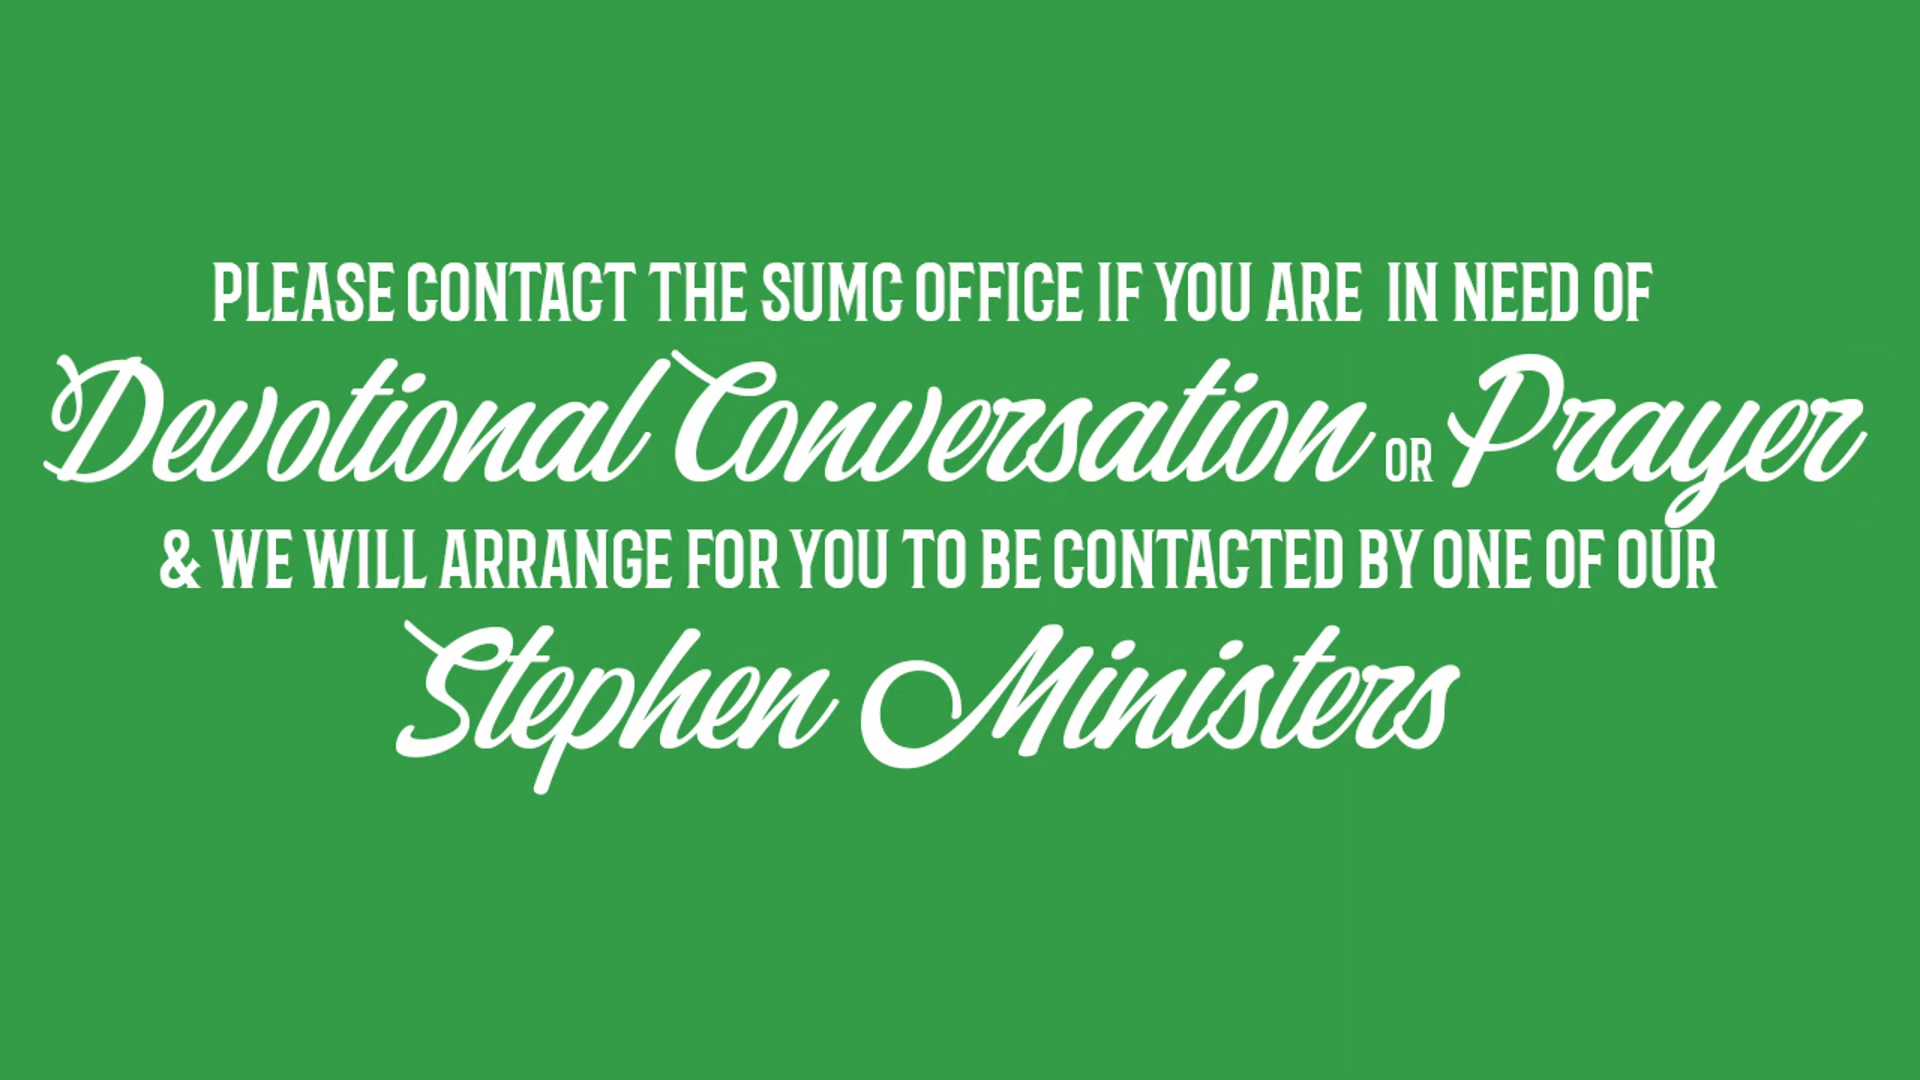 PLEASE CONTACT THE SUMC OFFICE IF YOU ARE IN NEED OF
Devotional Conversation OR Prayer
& WE WILL ARRANGE FOR YOU TO BE CONTACTED BY ONE OF OUR
Stephen Ministers